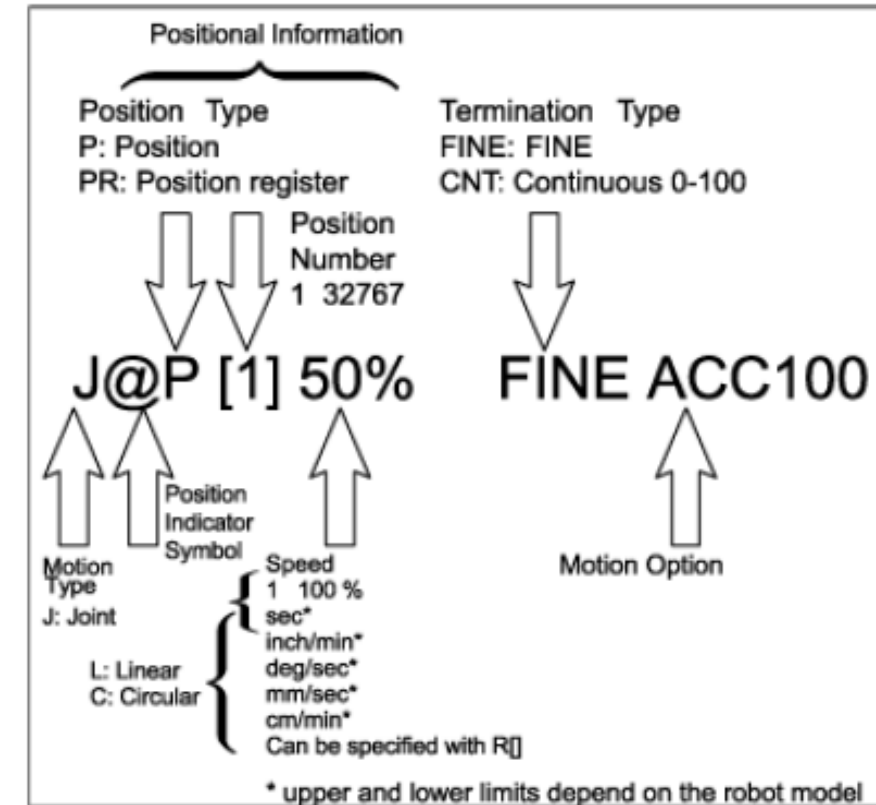 Positional Information
Position Type
P: Position
PR: Position register
Position
Number
1 32767
Termination Type
FINE: FINE
CNT: Continuous 0-100
J@P [1] 50% FINE ACC100
Motion
Type
J: Joint
Position
Indicator
Symbol
Speed
1 100 %
sec*
inch/min*
deg/sec*
mm/sec*
cm/min*
Can be specified with R[]
L: Linear
C: Circular
Motion Option
* upper and lower limits depend on the robot model